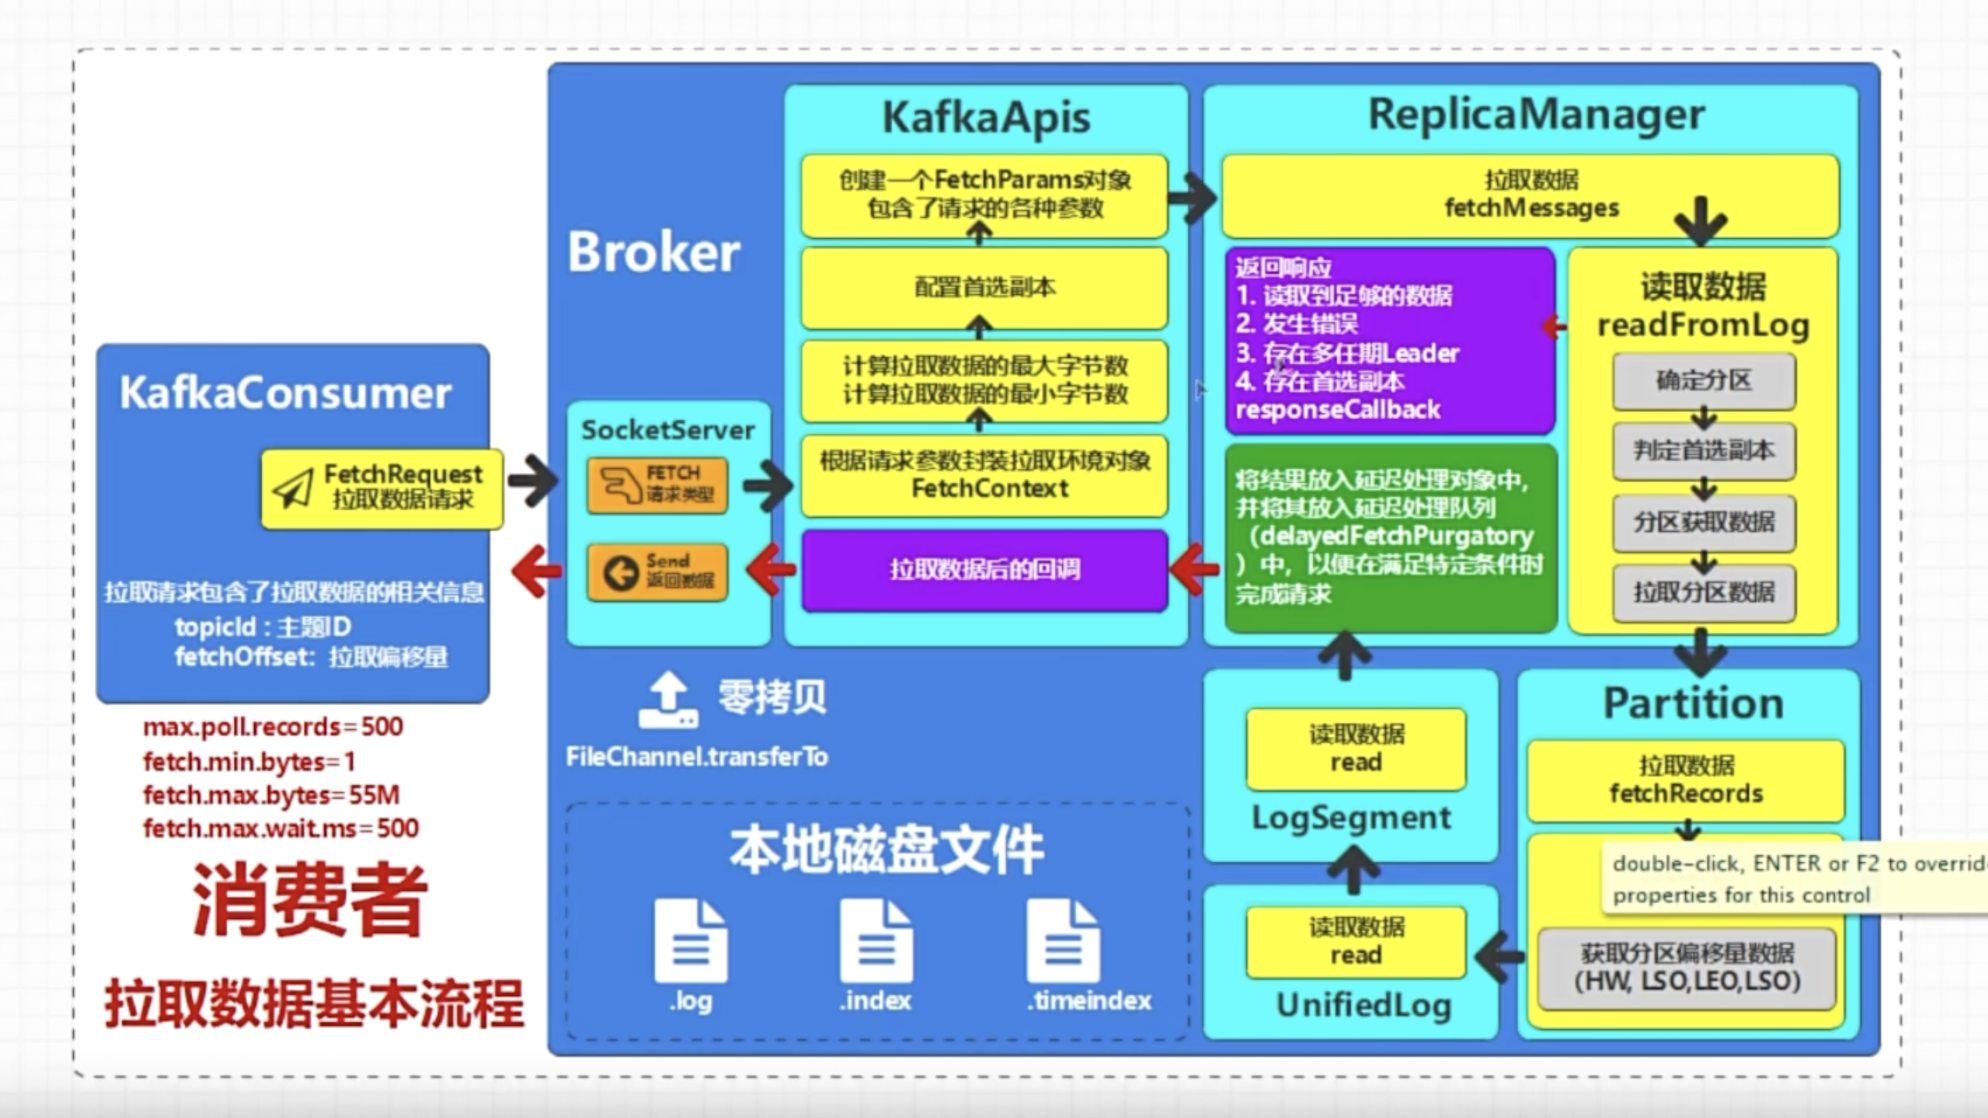 KafkaConsumer
FetchRequest
拉取数据请求
拉取请求包含了拉取数据的相关信息
topicId : 主题ID
fetchOffset: 拉取偏移量
max.poll.records=500
fetch.min.bytes=1
fetch.max.bytes=55M
fetch.max.wait.ms=500
消费者
拉取数据基本流程
Broker
SocketServer
FETCH
请求类型
Send
返回数据
KafkaApis
创建一个FetchParams对象
包含了请求的各种参数
配置首选副本
计算拉取数据的最大字节数
计算拉取数据的最小字节数
根据请求参数封装拉取环境对象
FetchContext
拉取数据后的回调
零拷贝
FileChannel.transferTo
本地磁盘文件
.log
.index
.timeindex
ReplicaManager
拉取数据
fetchMessages
返回响应
1. 读取到足够的数据
2. 发生错误
3. 存在多任期Leader
4. 存在首选副本
responseCallback
将结果放入延迟处理对象中，
并将其放入延迟处理队列
（delayedFetchPurgatory
）中，以便在满足特定条件时
完成请求
读取数据
readFromLog
确定分区
判定首选副本
分区获取数据
拉取分区数据
读取数据
read
LogSegment
读取数据
read
UnifiedLog
Partition
拉取数据
fetchRecords
double-click, ENTER or F2 to overrid
properties for this control
获取分区偏移量数据
(HW, LSO,LEO,LSO)